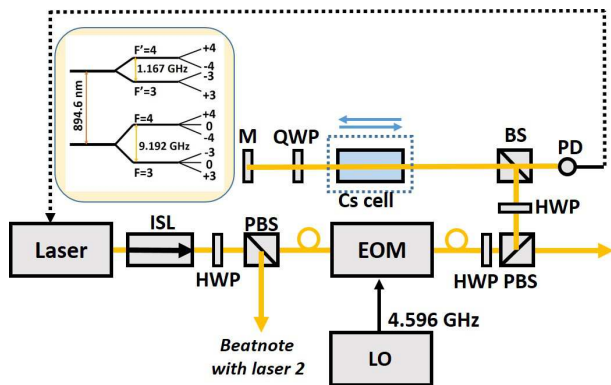 F'=4
+4
1.167 GHz
-4
-3
F'=3
+3
894.6 nm
F=4
+4
0
-4
9.192 GHz
-3
0
F=3
+3
M
QWP
BS
PD
Cs cell
HWP
Laser
ISL
PBS
EOM
HWP
HWP
PBS
4.596 GHz
Beatnote
with laser 2
LO